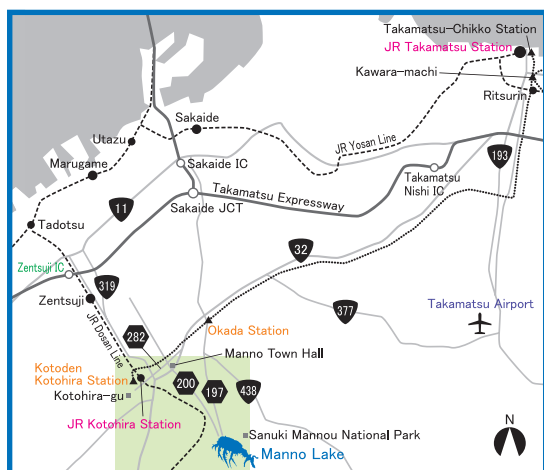 Takamatsu-Chikko Station
JR Takamatsu Station
Kawara-machi
Ritsurin
Sakaide
Utazu
JR Yosan Line
193
Sakaide IC
Marugame
Takamatsu
Nishi IC
Takamatsu Expressway
11
Sakaide JCT
Tadotsu
32
Zentsuji IC
319
Zentsuji
377
Takamatsu Airport
JR Dosan Line
Okada Station
282
Manno Town Hall
Kotoden
Kotohira Station
200
197
438
Kotohira-gu
JR Kotohira Station
Sanuki Mannou National Park
N
Manno Lake